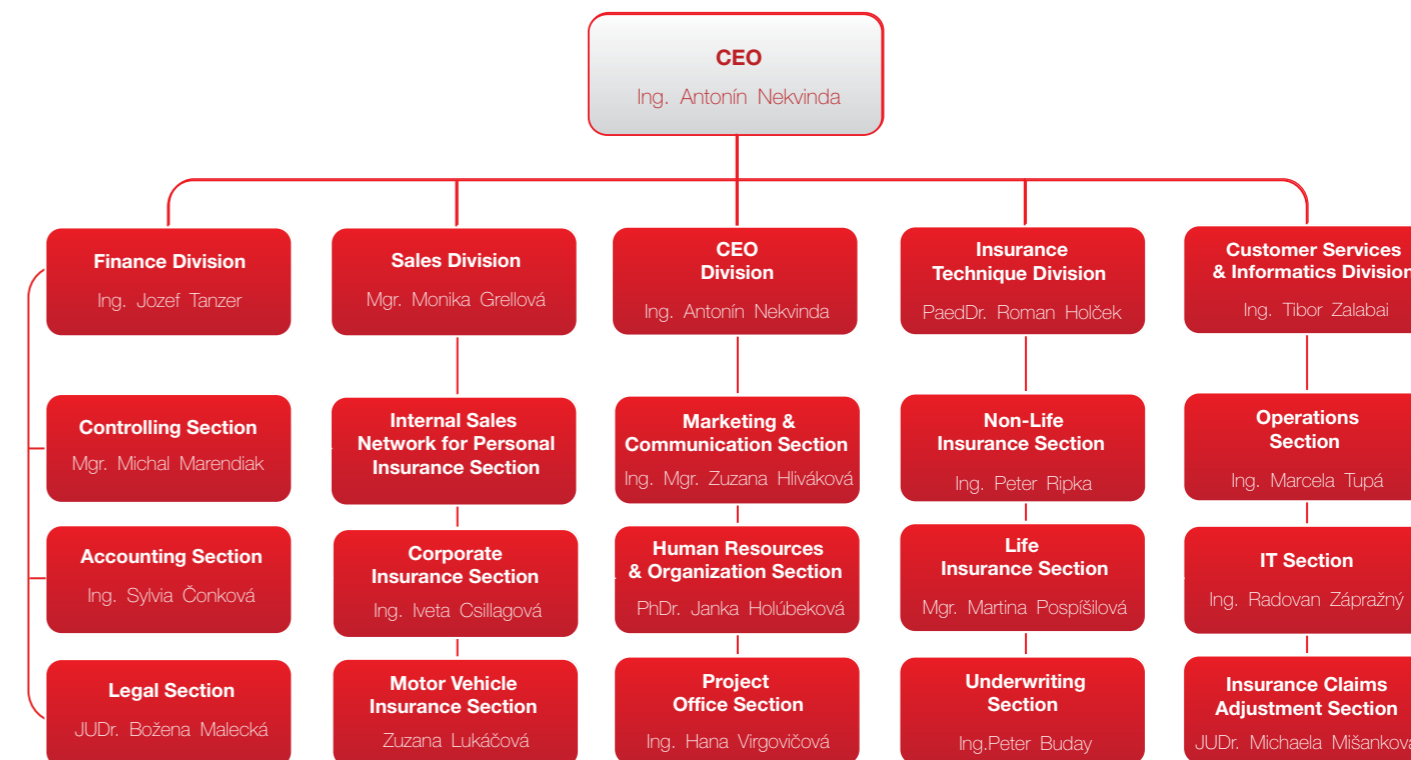 CEO
Ing. Antonín Nekvinda
Finance Division
Ing. Jozef Tanzer
Sales Division
Mgr. Monika Grellová
CEO
Division
Ing. Antonín Nekvinda
Insurance
Technique Division
PaedDr. Roman Holček
Customer Services
& Informatics Division
Ing. Tibor Zalabai
Controlling Section
Mgr. Michal Marendiak
Internal Sales
Network for Personal
Insurance Section
Marketing &
Communication Section
Ing. Mgr. Zuzana Hliváková
Non-Life
Insurance Section
Ing. Peter Ripka
Operations
Section
Ing. Marcela Tupá
Accounting Section
Ing. Sylvia Čonková
Corporate
Insurance Section
Ing. Iveta Csillagová
Human Resources
& Organization Section
PhDr. Janka Holúbeková
Life
Insurance Section
Mgr. Martina Pospíšilová
IT Section
Ing. Radovan Zápražný
Legal Section
JUDr. Božena Malecká
Motor Vehicle
Insurance Section
Zuzana Lukáčová
Project
Office Section
Ing. Hana Virgovičová
Underwriting
Section
Ing.Peter Buday
Insurance Claims
Adjustment Section
JUDr. Michaela Mišanková